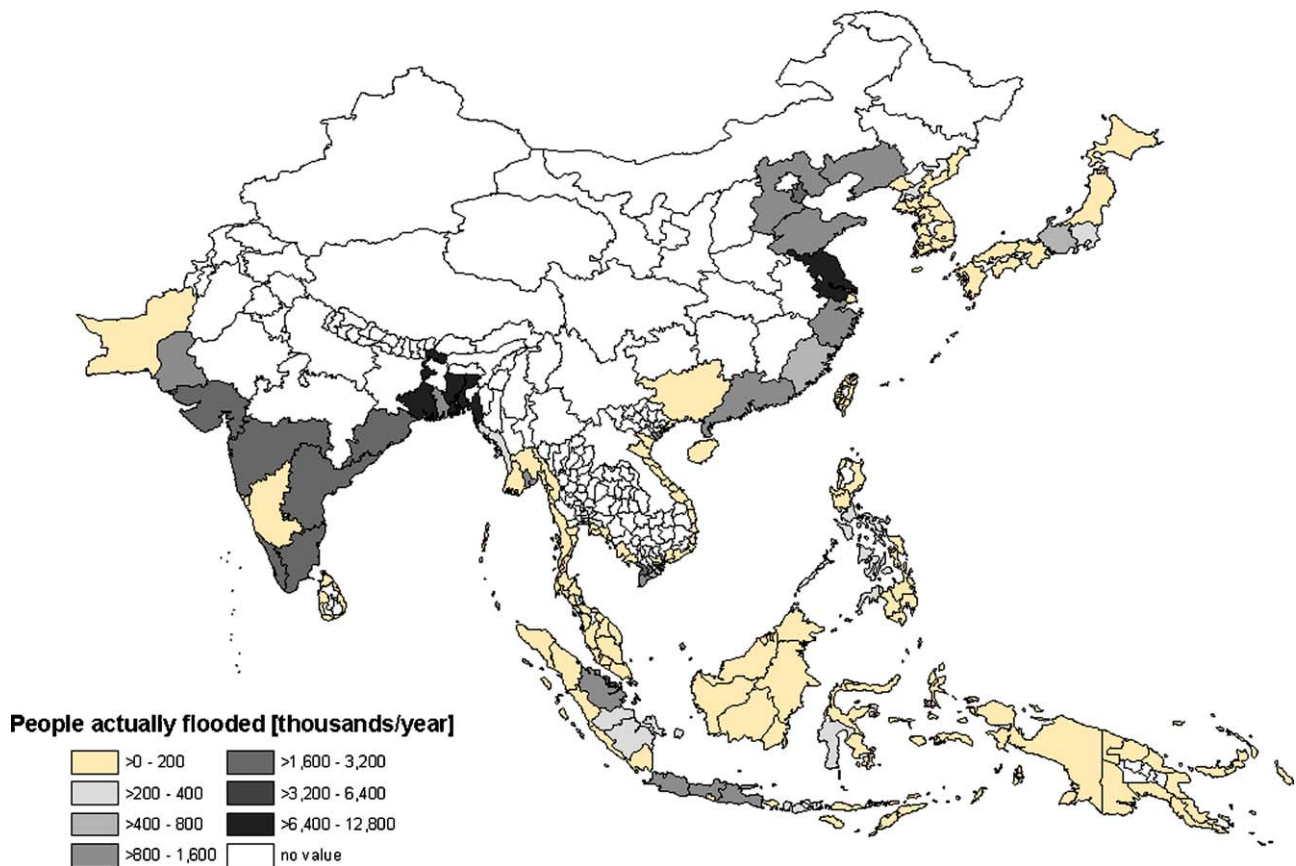 People actually flooded [thousands/year]
>0 - 200
>200 - 400
>400 - 800
>800 - 1,600
>1,600 - 3,200
>3,200 - 6,400
>6,400 - 12,800
no value